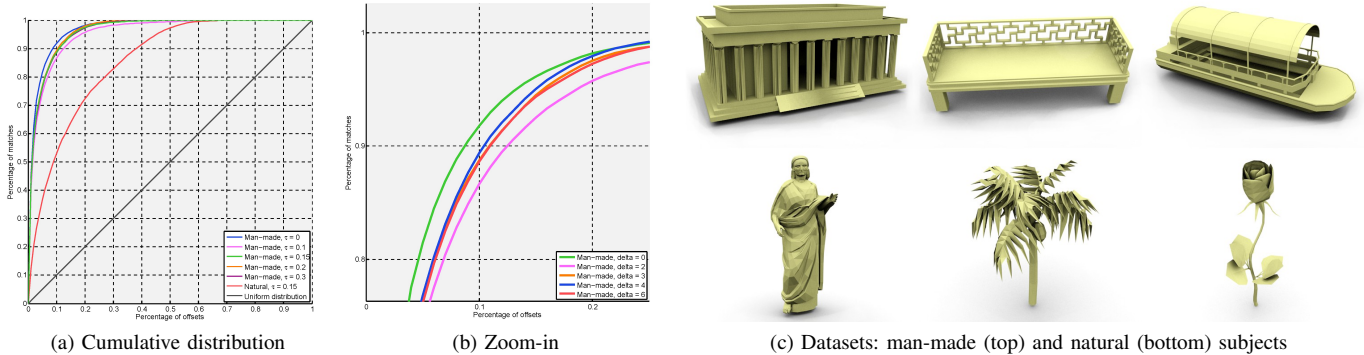 1
0.9
0.8
0.7
0.6
0.5
0.4
0.3
0.2
0.1
0
Percentage of matches
0 0.1 0.2 0.3 0.4 0.5 0.6 0.7 0.8 0.9 1
Percentage of offsets
Man−made, τ = 0
Man−made, τ = 0.1
Man−made, τ = 0.15
Man−made, τ = 0.2
Man−made, τ = 0.3
Natural, τ = 0.15
Uniform distribution
(a) Cumulative distribution
1
0.9
0.8
Percentage of matches
0 0.1 0.2
Percentage of offsets
Man−made, delta = 0
Man−made, delta = 2
Man−made, delta = 3
Man−made, delta = 4
Man−made, delta = 6
(b) Zoom-in
(c) Datasets: man-made (top) and natural (bottom) subjects